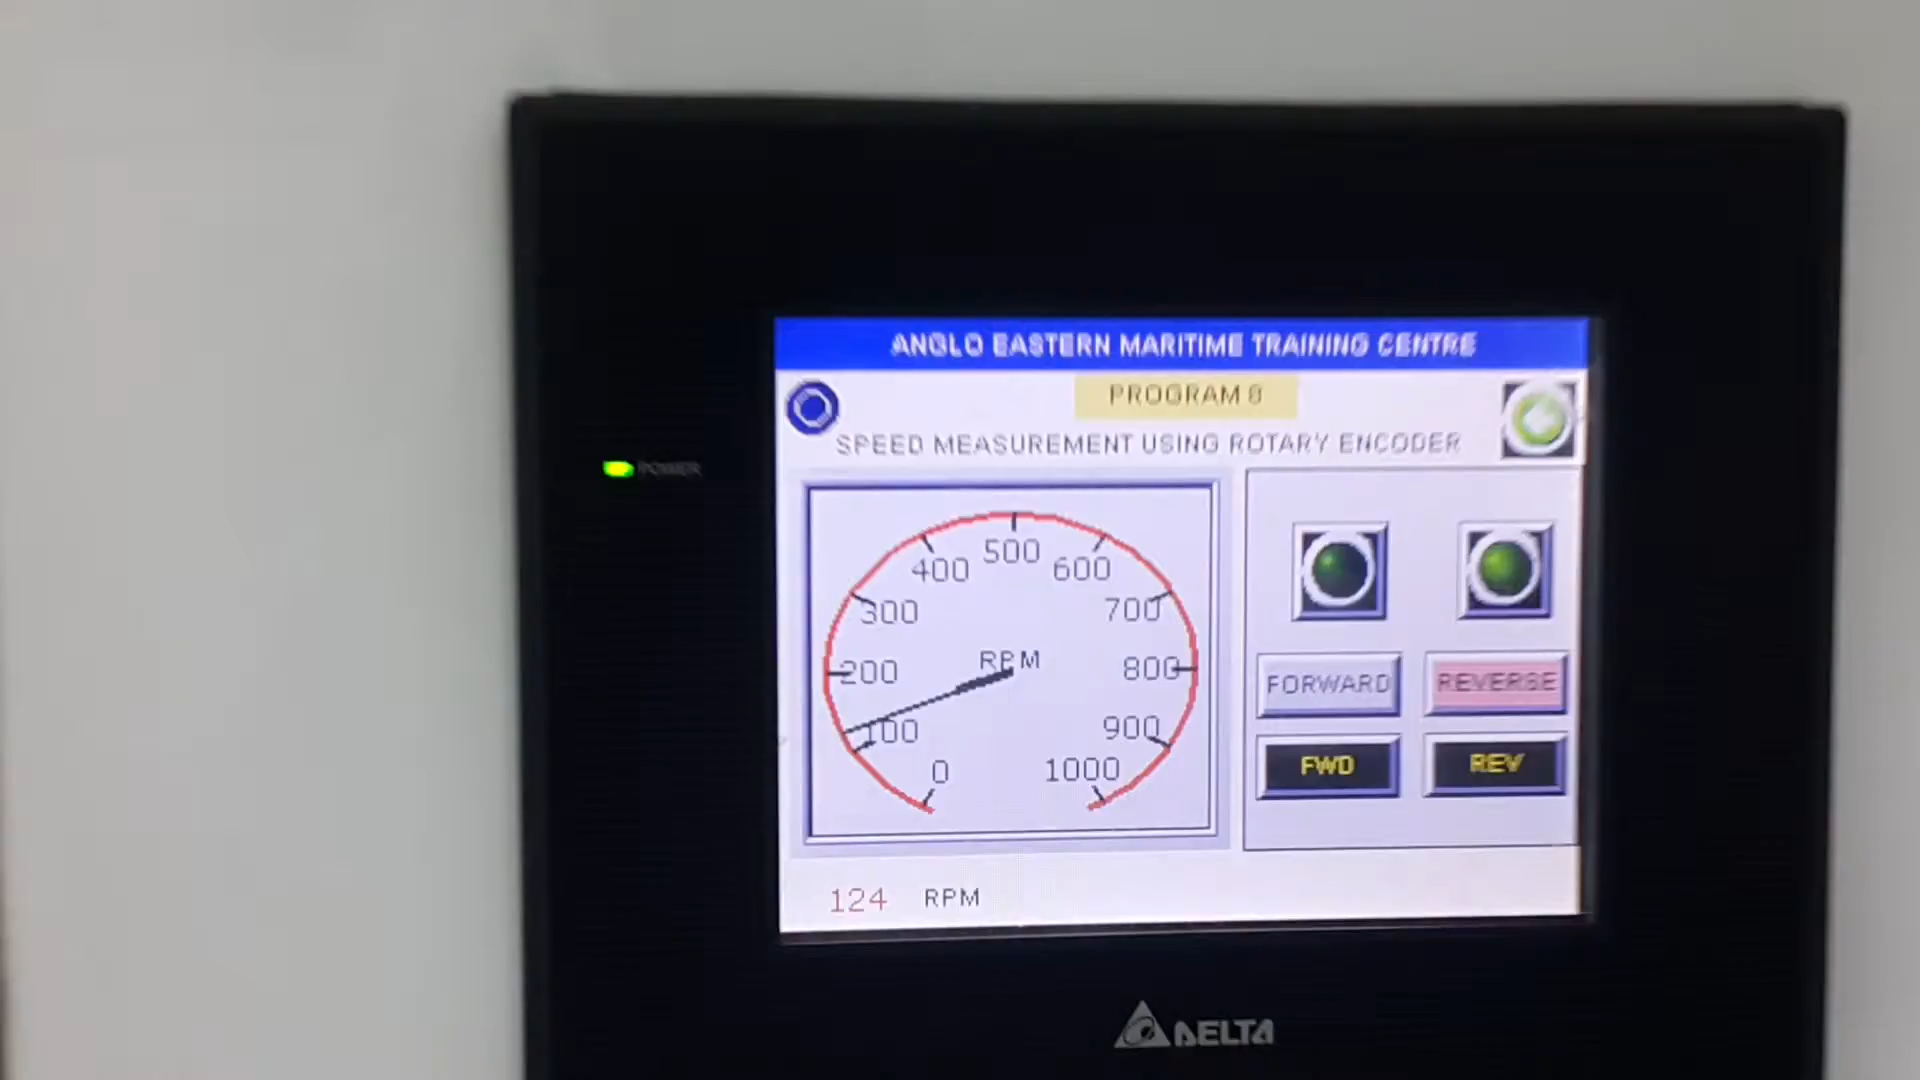 ANGLO EASTERN MARITIME TRAINING CENTRE
PROGRAM 8
SPEED MEASUREMENT USING ROTARY ENCODER
POWER
500
400
600
300
700
RPM
200
800
100
900
0
1000
FORWARD
REVERSE
FWD
REV
124 RPM
DELTA